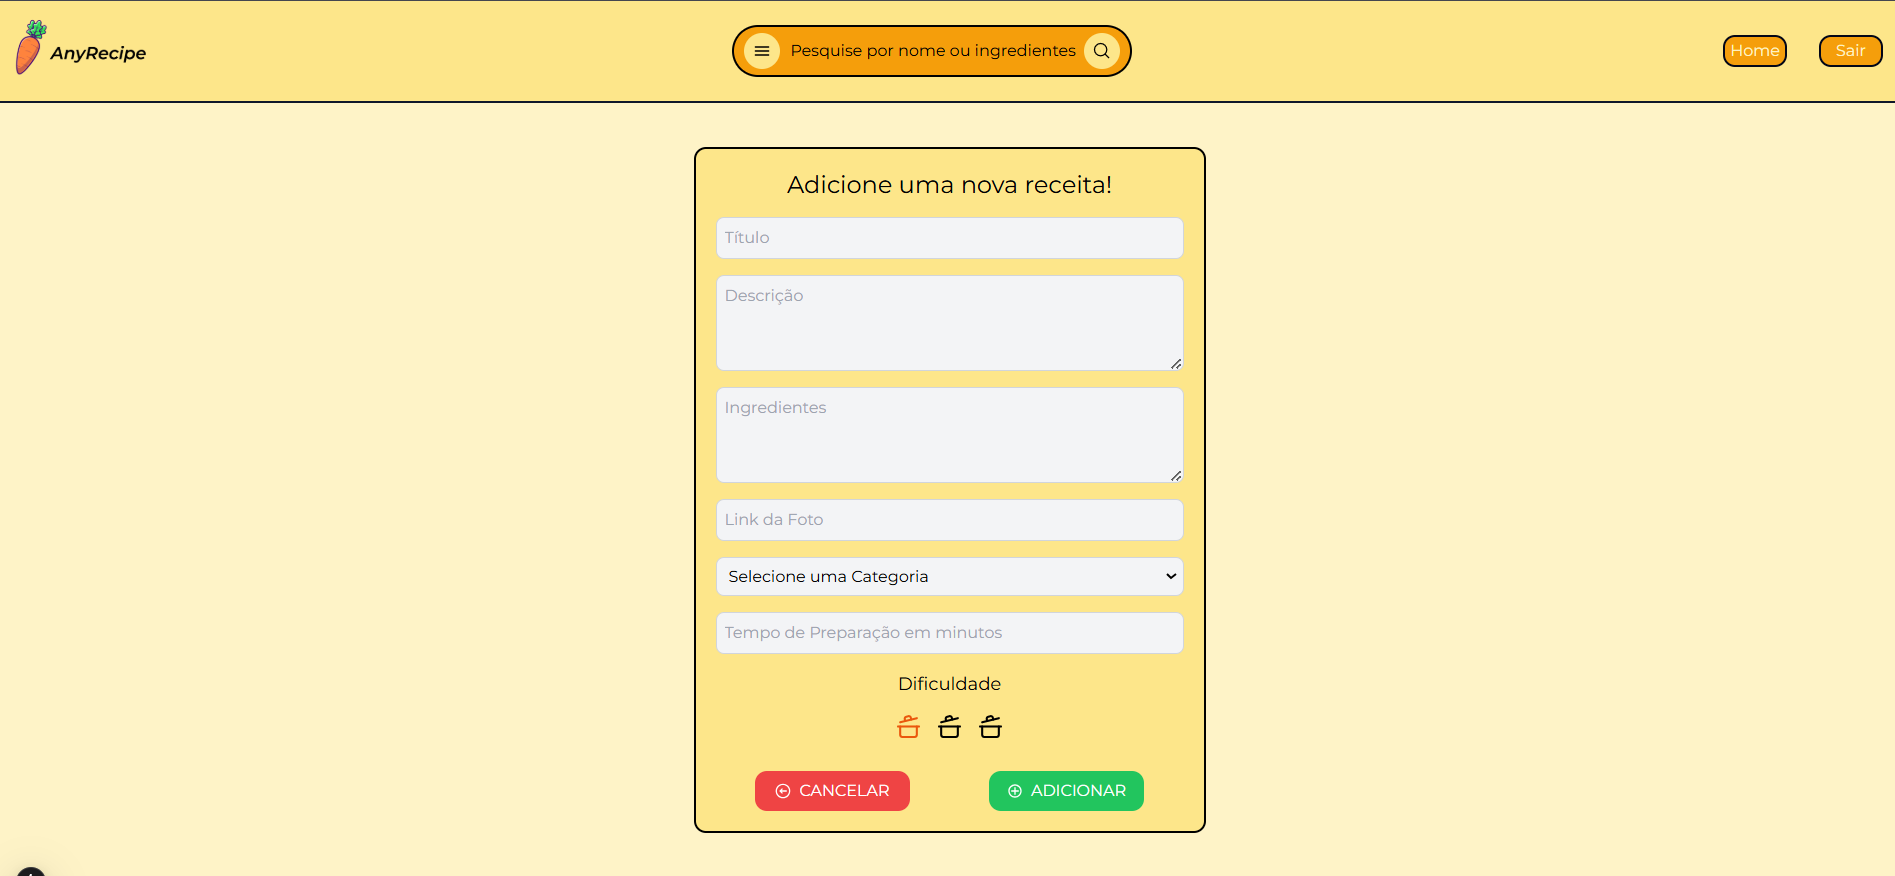 AnyRecipe
Pesquise por nome ou ingredientes
Home
Sair
Adicione uma nova receita!
Título
Descrição
Ingredientes
Link da Foto
Selecione uma Categoria
Tempo de Preparação em minutos
Dificuldade
CANCELAR
ADICIONAR